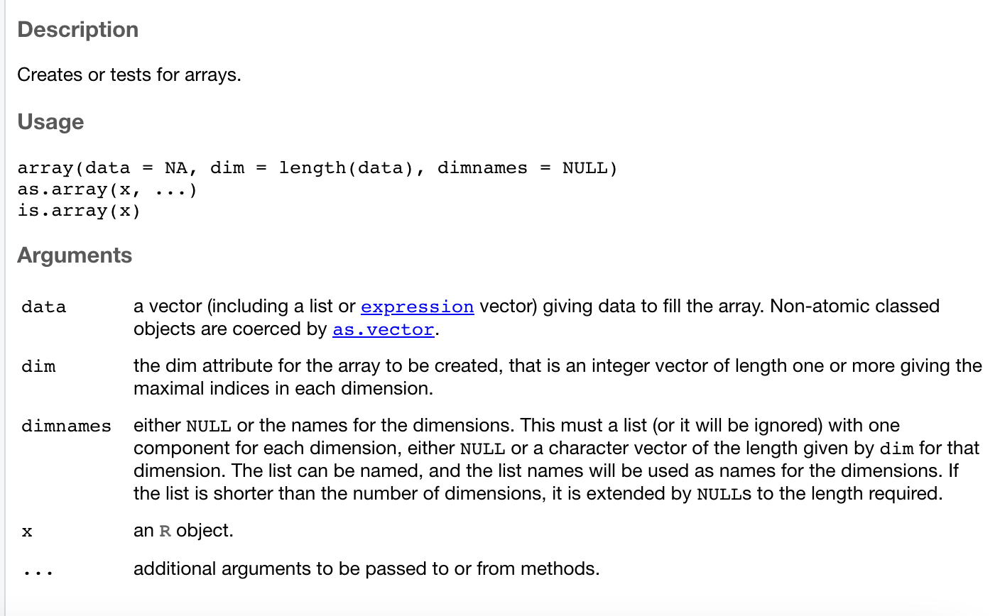 Description
Creates or tests for arrays.
Usage
array(data = NA, dim = length(data), dimnames = NULL)
as.array(x, ...)
is.array(x)
Arguments
data a vector (including a list or expression vector) giving data to fill the array. Non-atomic classed
objects are coerced by as.vector.
dim the dim attribute for the array to be created, that is an integer vector of length one or more giving the
maximal indices in each dimension.
dimnames either NULL or the names for the dimensions. This must a list (or it will be ignored) with one
component for each dimension, either NULL or a character vector of the length given by dim for that
dimension. The list can be named, and the list names will be used as names for the dimensions. If
the list is shorter than the number of dimensions, it is extended by NULLs to the length required.
x an R object.
... additional arguments to be passed to or from methods.